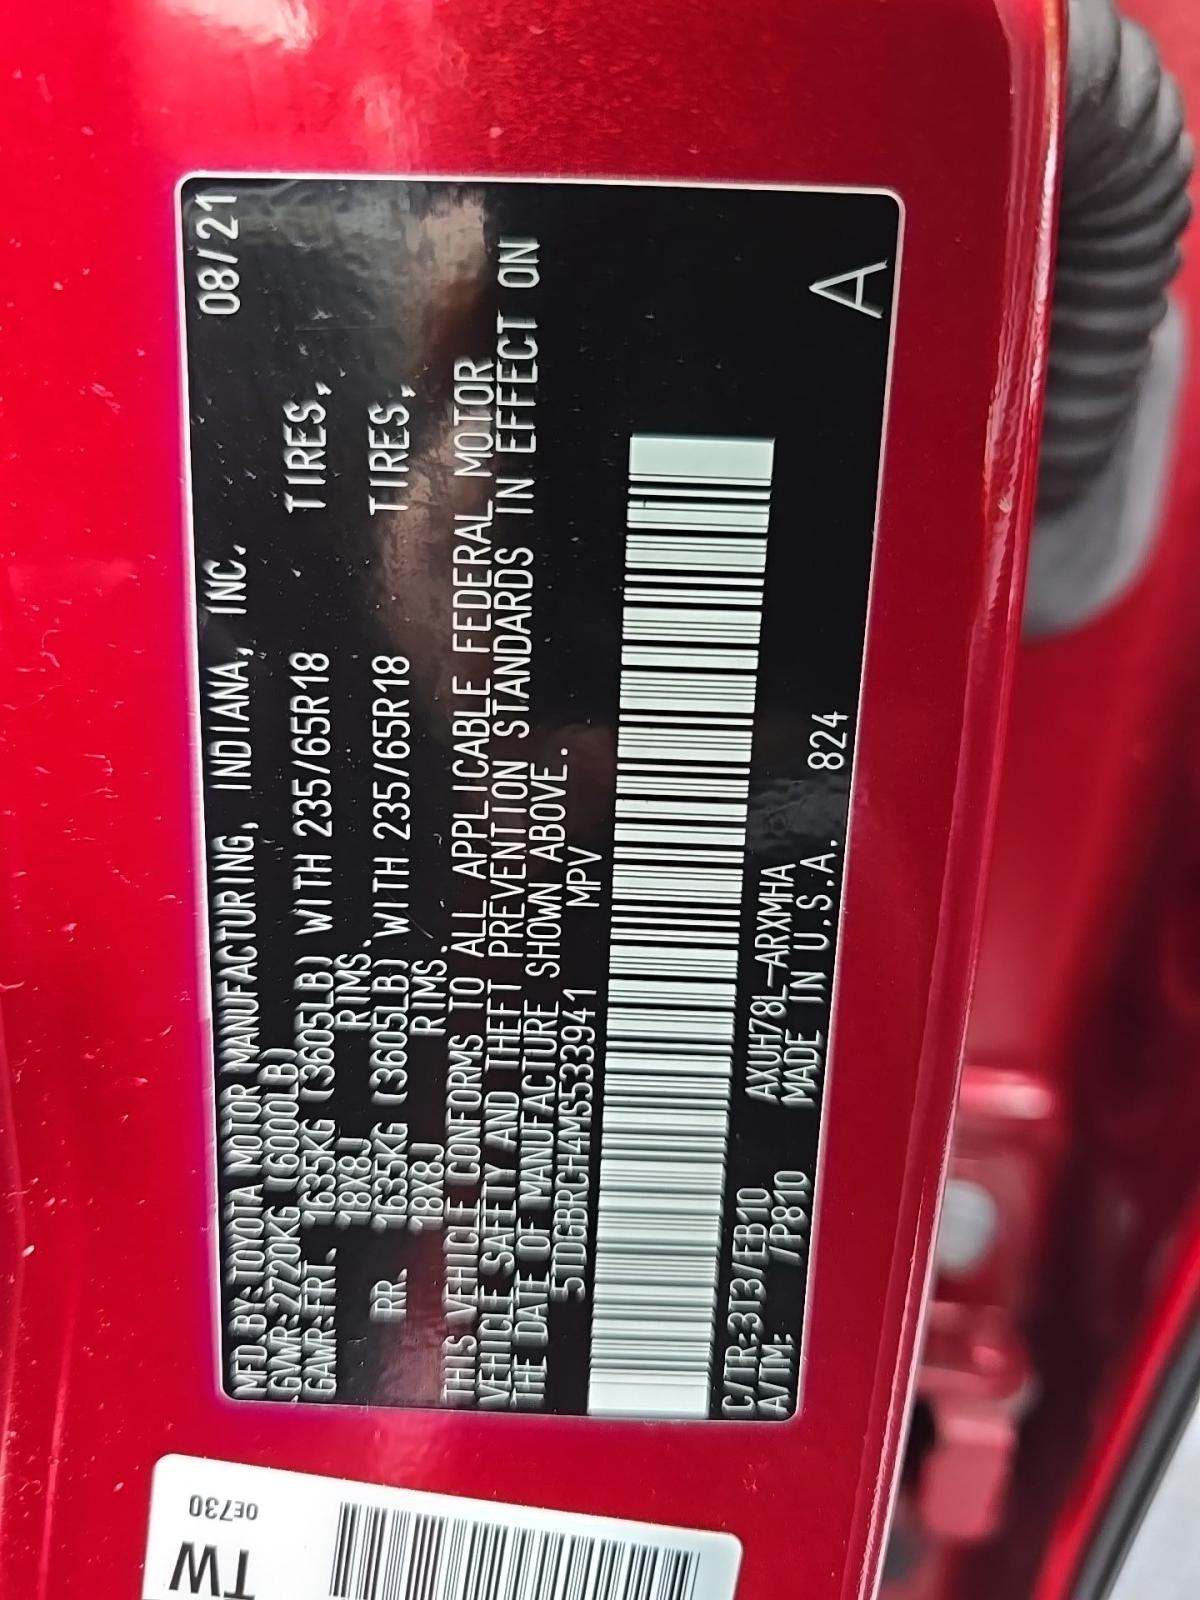 MFD. BY: TOYOTA MOTOR MANUFACTURING, INDIANA, INC. 08/21
GVWR: 2720KG (6000LB)
GAWR: FRT. 1635KG (3605LB) WITH 235/65R18 TIRES,
18X8J RIMS.
RR. 1635KG (3605LB) WITH 235/65R18 TIRES,
18X8J RIMS.
THIS VEHICLE CONFORMS TO ALL APPLICABLE FEDERAL MOTOR
VEHICLE SAFETY AND THEFT PREVENTION STANDARDS IN EFFECT ON
THE DATE OF MANUFACTURE SHOWN ABOVE.
5TDGBRCH4MS533941 MPV
C/TR: 3T3/EB10 AXUH78L-ARXMHA
A/TM: /P810 MADE IN U.S.A. 824
A
0E730
TW